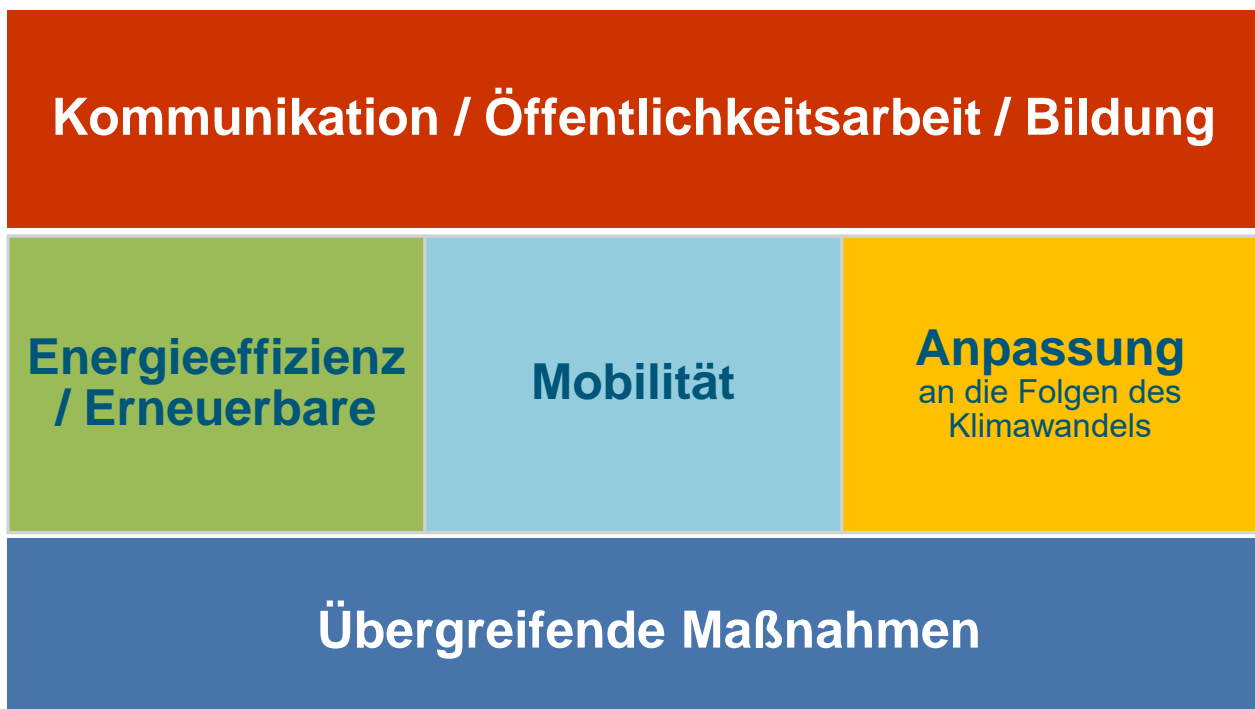 Kommunikation / Öffentlichkeitsarbeit / Bildung
Energieeffizienz
/ Erneuerbare
Mobilität
Anpassung
an die Folgen des
Klimawandels
Übergreifende Maßnahmen